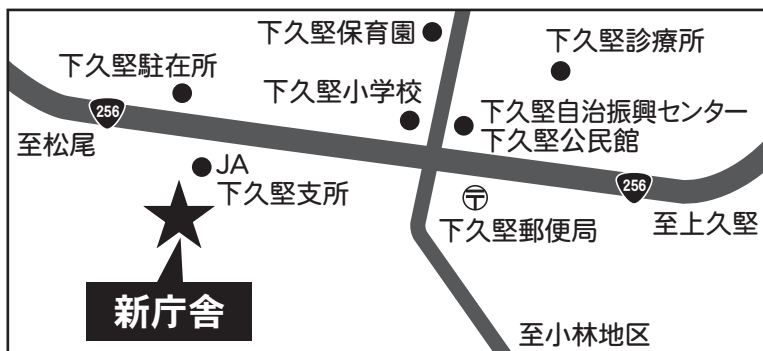 下久堅保育園
下久堅診療所
下久堅駐在所
下久堅小学校
256
下久堅自治振興センター
下久堅公民館
至松尾
JA
下久堅支所
256
〒
下久堅郵便局
至上久堅
新庁舎
至小林地区